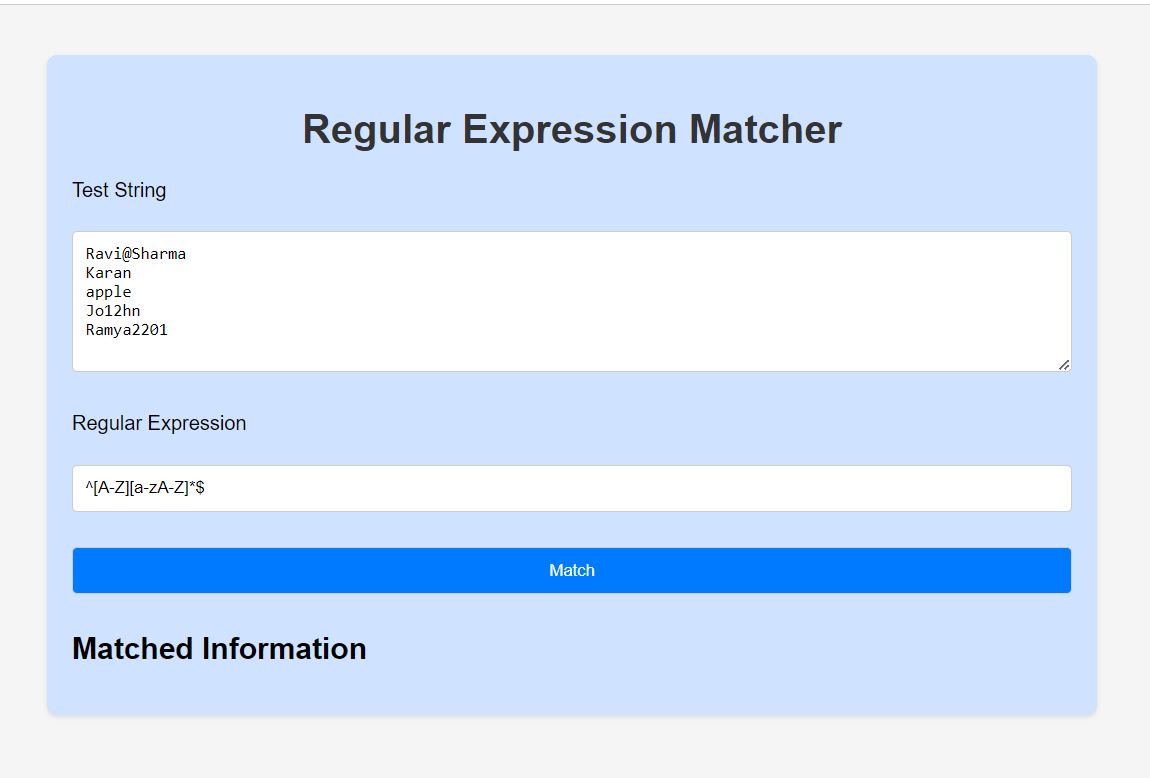 Regular Expression Matcher
Test String
Ravi@Sharma
Karan
apple
Jo12hn
Ramya2201
Regular Expression
^[A-Z][a-zA-Z]*$
Match
Matched Information